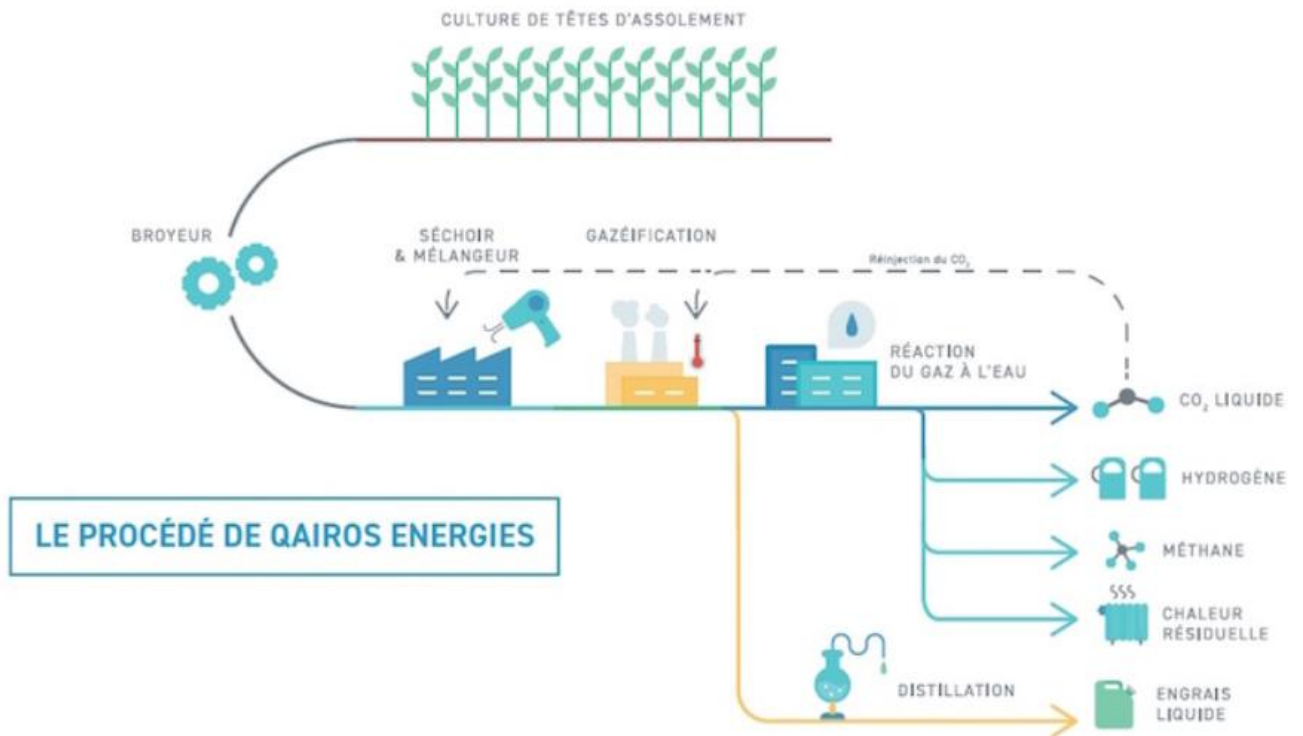 CULTURE DE TÊTES D'ASSOLEMENT
BROYEUR
SÉCHOIR
& MÉLANGEUR
GAZÉIFICATION
Réinjection du CO₂
RÉACTION
DU GAZ À L'EAU
CO₂ LIQUIDE
HYDROGÈNE
LE PROCÉDÉ DE QAIROS ENERGIES
MÉTHANE
CHALEUR
RÉSIDUELLE
DISTILLATION
ENGRAIS
LIQUIDE